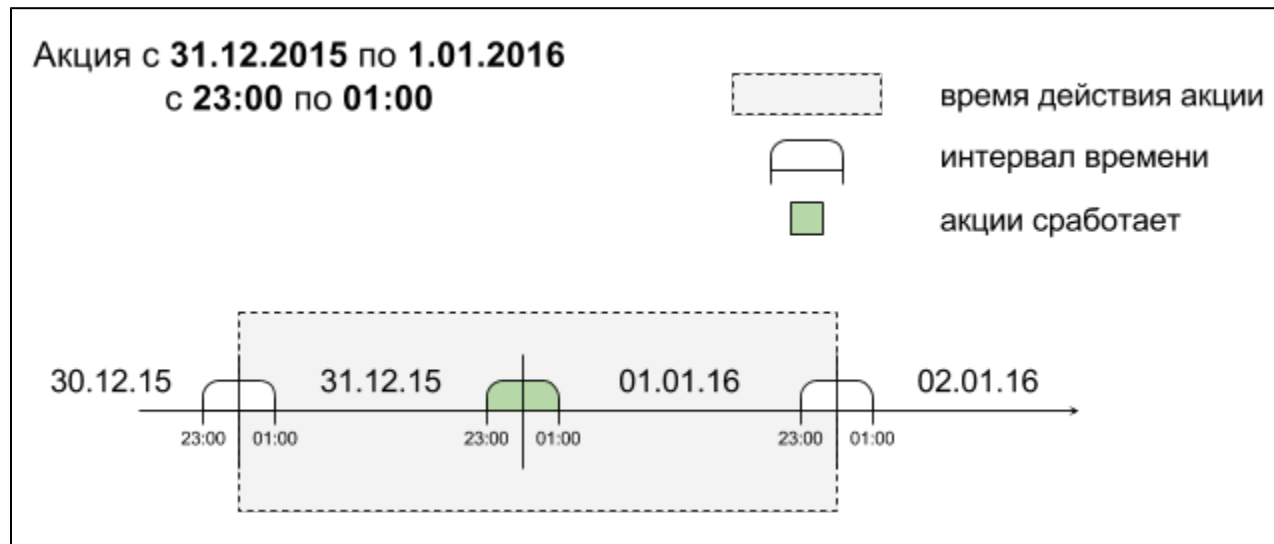 Акция с 31.12.2015 по 1.01.2016
с 23:00 по 01:00
время действия акции
интервал времени
акции сработает
30.12.15 31.12.15 01.01.16 02.01.16
23:00 01:00 23:00 01:00 23:00 01:00